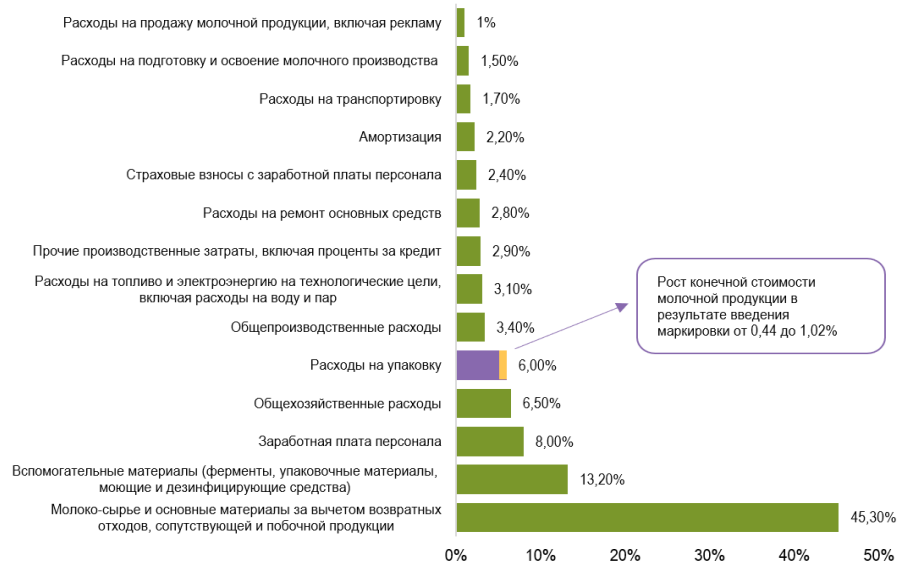 Расходы на продажу молочной продукции, включая рекламу 1%
Расходы на подготовку и освоение молочного производства 1,50%
Расходы на транспортировку 1,70%
Амортизация 2,20%
Страховые взносы с заработной платы персонала 2,40%
Расходы на ремонт основных средств 2,80%
Прочие производственные затраты, включая проценты за кредит 2,90%
Расходы на топливо и электроэнергию на технологические цели,
включая расходы на воду и пар
3,10%
Общепроизводственные расходы 3,40%
Расходы на упаковку 6,00%
Рост конечной стоимости
молочной продукции в
результате введения
маркировки от 0,44 до 1,02%
Общехозяйственные расходы 6,50%
Заработная плата персонала 8,00%
Вспомогательные материалы (ферменты, упаковочные материалы,
моющие и дезинфицирующие средства)
13,20%
Молоко-сырье и основные материалы за вычетом возвратных
отходов, сопутствующей и побочной продукции
45,30%
0% 10% 20% 30% 40% 50%